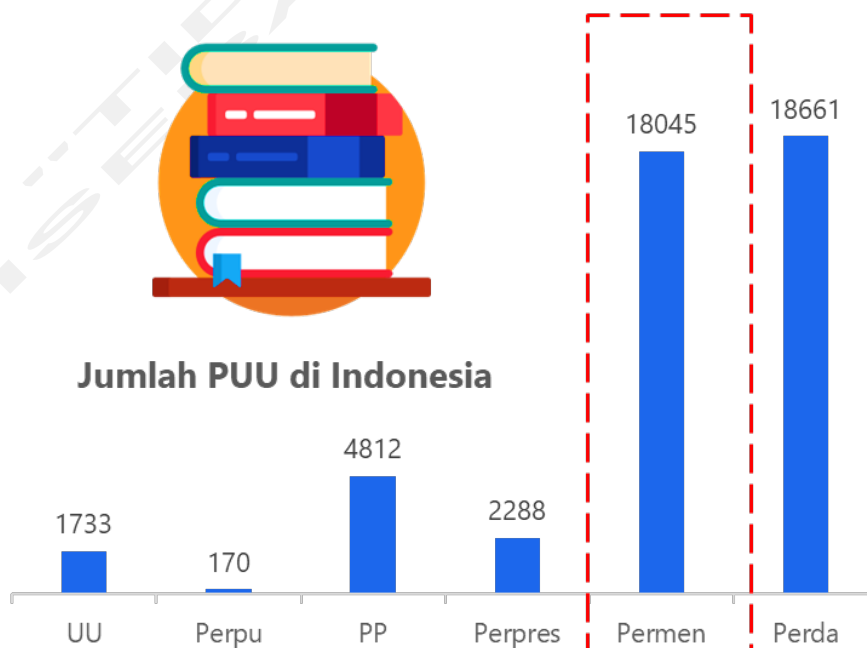 Jumlah PUU di Indonesia
1733
170
4812
2288
18045
18661
UU
Perpu
PP
Perpres
Permen
Perda